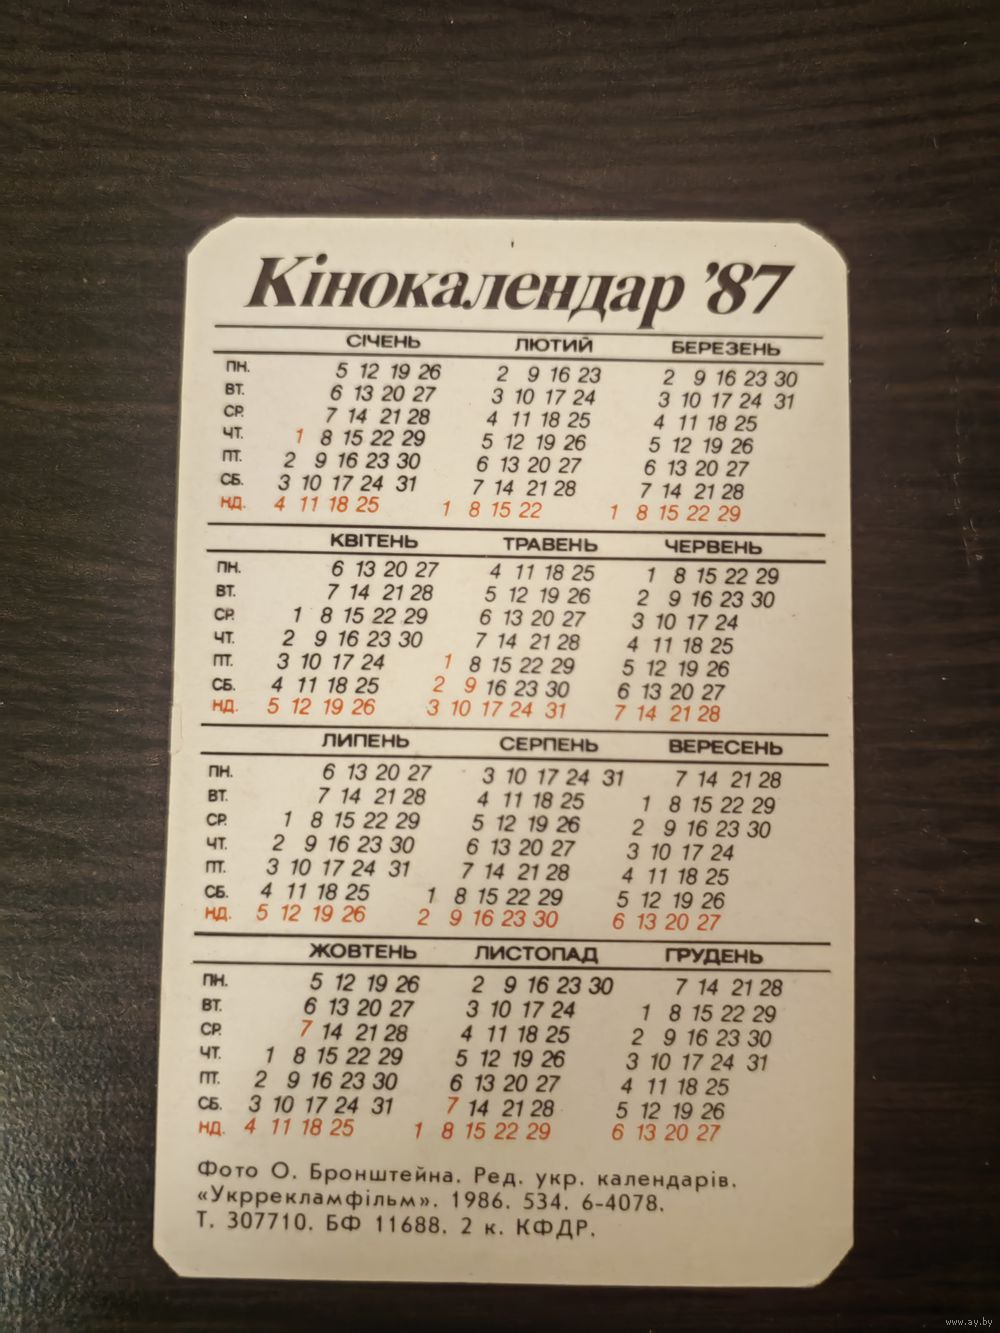 Кінокалендар '87
СІЧЕНЬ ЛЮТИЙ БЕРЕЗЕНЬ
ПН. 5 12 19 26 2 9 16 23 2 9 16 23 30
ВТ. 6 13 20 27 3 10 17 24 3 10 17 24 31
СР. 7 14 21 28 4 11 18 25 4 11 18 25
ЧТ. 1 8 15 22 29 5 12 19 26 5 12 19 26
ПТ. 2 9 16 23 30 6 13 20 27 6 13 20 27
СБ. 3 10 17 24 31 7 14 21 28 7 14 21 28
НД. 4 11 18 25 1 8 15 22 1 8 15 22 29
КВІТЕНЬ ТРАВЕНЬ ЧЕРВЕНЬ
ПН. 6 13 20 27 4 11 18 25 1 8 15 22 29
ВТ. 7 14 21 28 5 12 19 26 2 9 16 23 30
СР. 1 8 15 22 29 6 13 20 27 3 10 17 24
ЧТ. 2 9 16 23 30 7 14 21 28 4 11 18 25
ПТ. 3 10 17 24 1 8 15 22 29 5 12 19 26
СБ. 4 11 18 25 2 9 16 23 30 6 13 20 27
НД. 5 12 19 26 3 10 17 24 31 7 14 21 28
ЛИПЕНЬ СЕРПЕНЬ ВЕРЕСЕНЬ
ПН. 6 13 20 27 3 10 17 24 31 7 14 21 28
ВТ. 7 14 21 28 4 11 18 25 1 8 15 22 29
СР. 1 8 15 22 29 5 12 19 26 2 9 16 23 30
ЧТ. 2 9 16 23 30 6 13 20 27 3 10 17 24
ПТ. 3 10 17 24 31 7 14 21 28 4 11 18 25
СБ. 4 11 18 25 1 8 15 22 29 5 12 19 26
НД. 5 12 19 26 2 9 16 23 30 6 13 20 27
ЖОВТЕНЬ ЛИСТОПАД ГРУДЕНЬ
ПН. 5 12 19 26 2 9 16 23 30 7 14 21 28
ВТ. 6 13 20 27 3 10 17 24 1 8 15 22 29
СР. 7 14 21 28 4 11 18 25 2 9 16 23 30
ЧТ. 1 8 15 22 29 5 12 19 26 3 10 17 24 31
ПТ. 2 9 16 23 30 6 13 20 27 4 11 18 25
СБ. 3 10 17 24 31 7 14 21 28 5 12 19 26
НД. 4 11 18 25 1 8 15 22 29 6 13 20 27
Фото О. Бронштейна. Ред. укр. календарів.
«Укррекламфільм». 1986. 534. 6-4078.
Т. 307710. БФ 11688. 2 к. КФДР.
www.ay.by